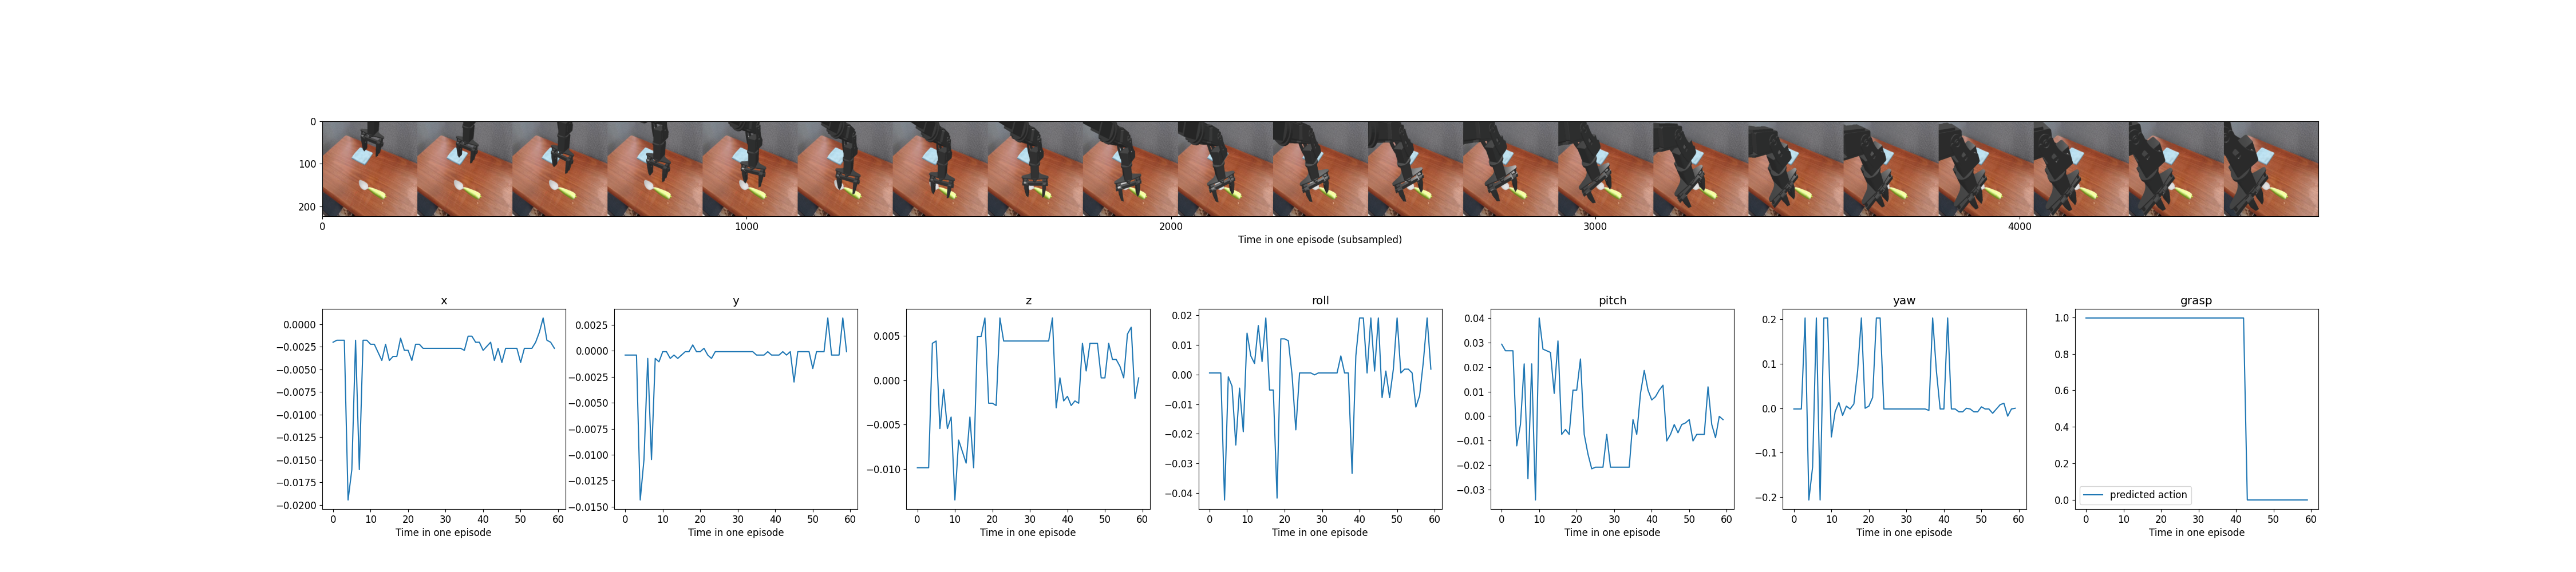 0
100
200
0 1000 2000 3000 4000
Time in one episode (subsampled)
x y z roll pitch yaw grasp
0.0000
−0.0025
−0.0050
−0.0075
−0.0100
−0.0125
−0.0150
−0.0175
−0.0200
0 10 20 30 40 50 60
Time in one episode
0.0025
0.0000
−0.0025
−0.0050
−0.0075
−0.0100
−0.0125
−0.0150
0 10 20 30 40 50 60
Time in one episode
0.005
0.000
−0.005
−0.010
0 10 20 30 40 50 60
Time in one episode
0.02
0.01
0.00
−0.01
−0.02
−0.03
−0.04
0 10 20 30 40 50 60
Time in one episode
0.04
0.03
0.02
0.01
0.00
−0.01
−0.02
−0.03
0 10 20 30 40 50 60
Time in one episode
0.2
0.1
0.0
−0.1
−0.2
0 10 20 30 40 50 60
Time in one episode
1.0
0.8
0.6
0.4
0.2
0.0
predicted action
0 10 20 30 40 50 60
Time in one episode